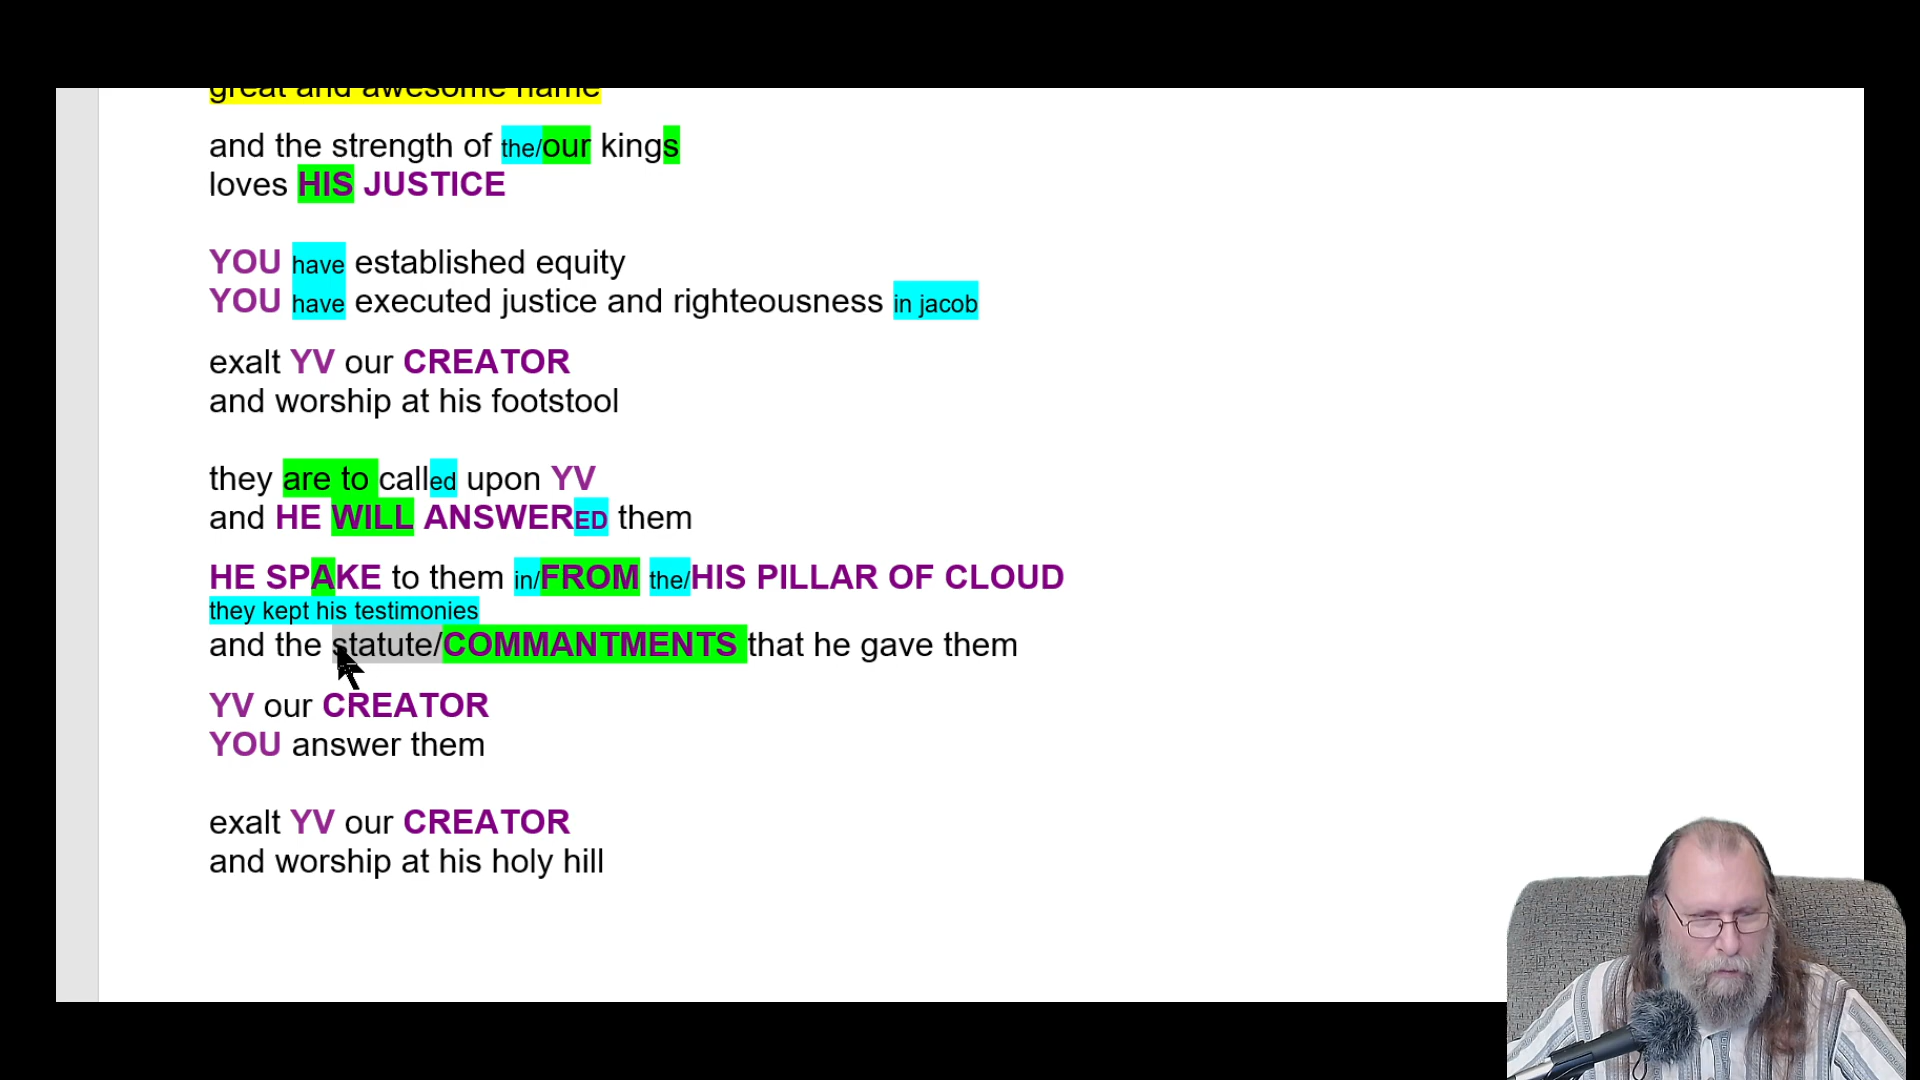 great and awesome name
and the strength of the/our kings
loves HIS JUSTICE
YOU have established equity
YOU have executed justice and righteousness in jacob
exalt YV our CREATOR
and worship at his footstool
they are to called upon YV
and HE WILL ANSWERED them
HE SPAKE to them in/FROM the/HIS PILLAR OF CLOUD
they kept his testimonies
and the statute/COMMANTMENTS that he gave them
YV our CREATOR
YOU answer them
exalt YV our CREATOR
and worship at his holy hill